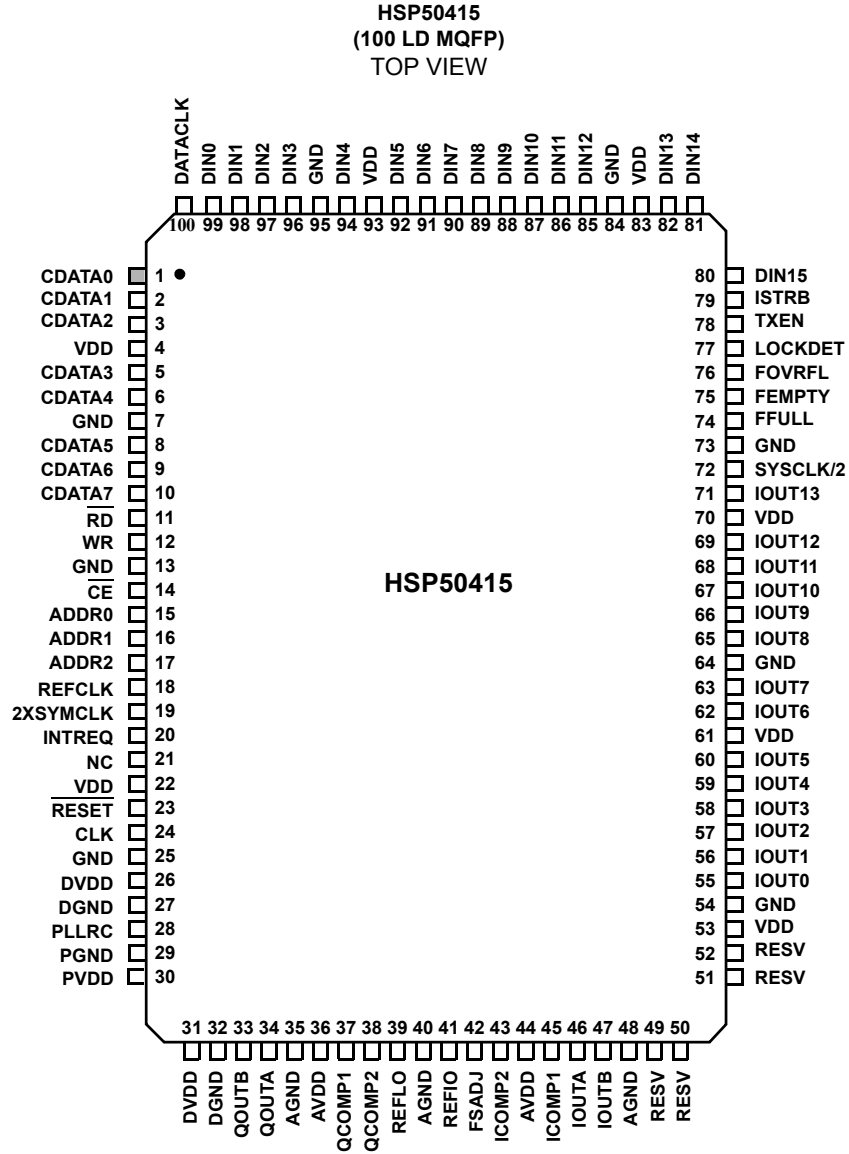 HSP50415
(100 LD MQFP)
TOP VIEW
DATACLK DIN0 DIN1 DIN2 DIN3 GND DIN4 VDD DIN5 DIN6 DIN7 DIN8 DIN9 DIN10 DIN11 DIN12 GND VDD DIN13 DIN14
100 99 98 97 96 95 94 93 92 91 90 89 88 87 86 85 84 83 82 81
CDATA0 1 80 DIN15
CDATA1 2 79 ISTRB
CDATA2 3 78 TXEN
VDD 4 77 LOCKDET
CDATA3 5 76 FOVRFL
CDATA4 6 75 FEMPTY
GND 7 74 FFULL
CDATA5 8 73 GND
CDATA6 9 72 SYSCLK/2
CDATA7 10 71 IOUT13
RD 11 70 VDD
WR 12 69 IOUT12
GND 13 68 IOUT11
HSP50415
CE 14 67 IOUT10
ADDR0 15 66 IOUT9
ADDR1 16 65 IOUT8
ADDR2 17 64 GND
REFCLK 18 63 IOUT7
2XSYMCLK 19 62 IOUT6
INTREQ 20 61 VDD
NC 21 60 IOUT5
VDD 22 59 IOUT4
RESET 23 58 IOUT3
CLK 24 57 IOUT2
GND 25 56 IOUT1
DVDD 26 55 IOUT0
DGND 27 54 GND
PLLRC 28 53 VDD
PGND 29 52 RESV
PVDD 30 51 RESV
31 32 33 34 35 36 37 38 39 40 41 42 43 44 45 46 47 48 49 50
DVDD DGND QOUTB QOUTA AGND AVDD QCOMP1 QCOMP2 REFLO AGND REFIO FSADJ ICOMP2 AVDD ICOMP1 IOUTA IOUTB AGND RESV RESV